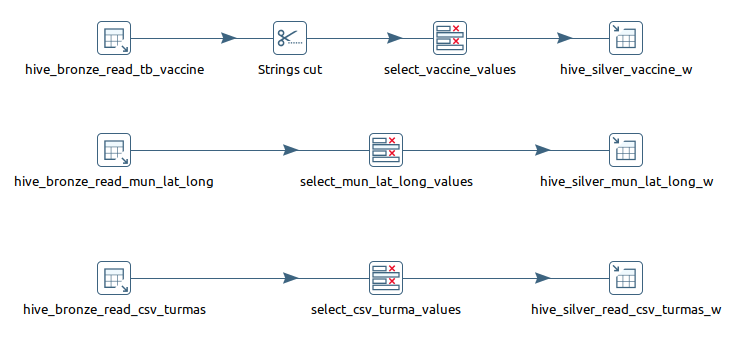 hive_bronze_read_tb_vaccine
Strings cut
select_vaccine_values
hive_silver_vaccine_w
hive_bronze_read_mun_lat_long
select_mun_lat_long_values
hive_silver_mun_lat_long_w
hive_bronze_read_csv_turmas
select_csv_turma_values
hive_silver_read_csv_turmas_w